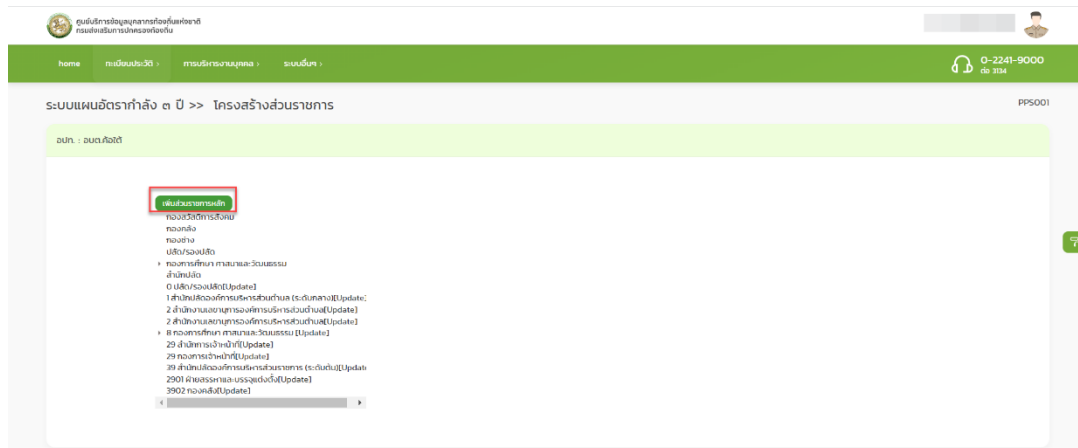 ศูนย์บริการข้อมูลบุคลากรท้องถิ่นแห่งชาติ
กรมส่งเสริมการปกครองท้องถิ่น
home ทะเบียนประวัติ › การบริหารงานบุคคล › ระบบอื่นๆ ›
0-2241-9000
ต่อ 3134
ระบบแผนอัตรากำลัง ๓ ปี >> โครงสร้างส่วนราชการ
PPS001
อปท. : อบต.ค้อใต้
เพิ่มส่วนราชการหลัก
กองสวัสดิการสังคม
กองคลัง
กองช่าง
ปลัด/รองปลัด
กองการศึกษา ศาสนาและวัฒนธรรม
สำนักปลัด
0 ปลัด/รองปลัด[Update]
1 สำนักปลัดองค์การบริหารส่วนตำบล (ระดับกลาง)[Update]
2 สำนักงานเลขานุการองค์การบริหารส่วนตำบล[Update]
2 สำนักงานเลขานุการองค์การบริหารส่วนตำบล[Update]
8 กองการศึกษา ศาสนาและวัฒนธรรม [Update]
29 สำนักการเจ้าหน้าที่[Update]
29 กองการเจ้าหน้าที่[Update]
39 สำนักปลัดองค์การบริหารส่วนราชการ (ระดับต้น)[Updat
2901 ฝ่ายสรรหาและบรรจุแต่งตั้ง[Update]
3902 กองคลัง[Update]